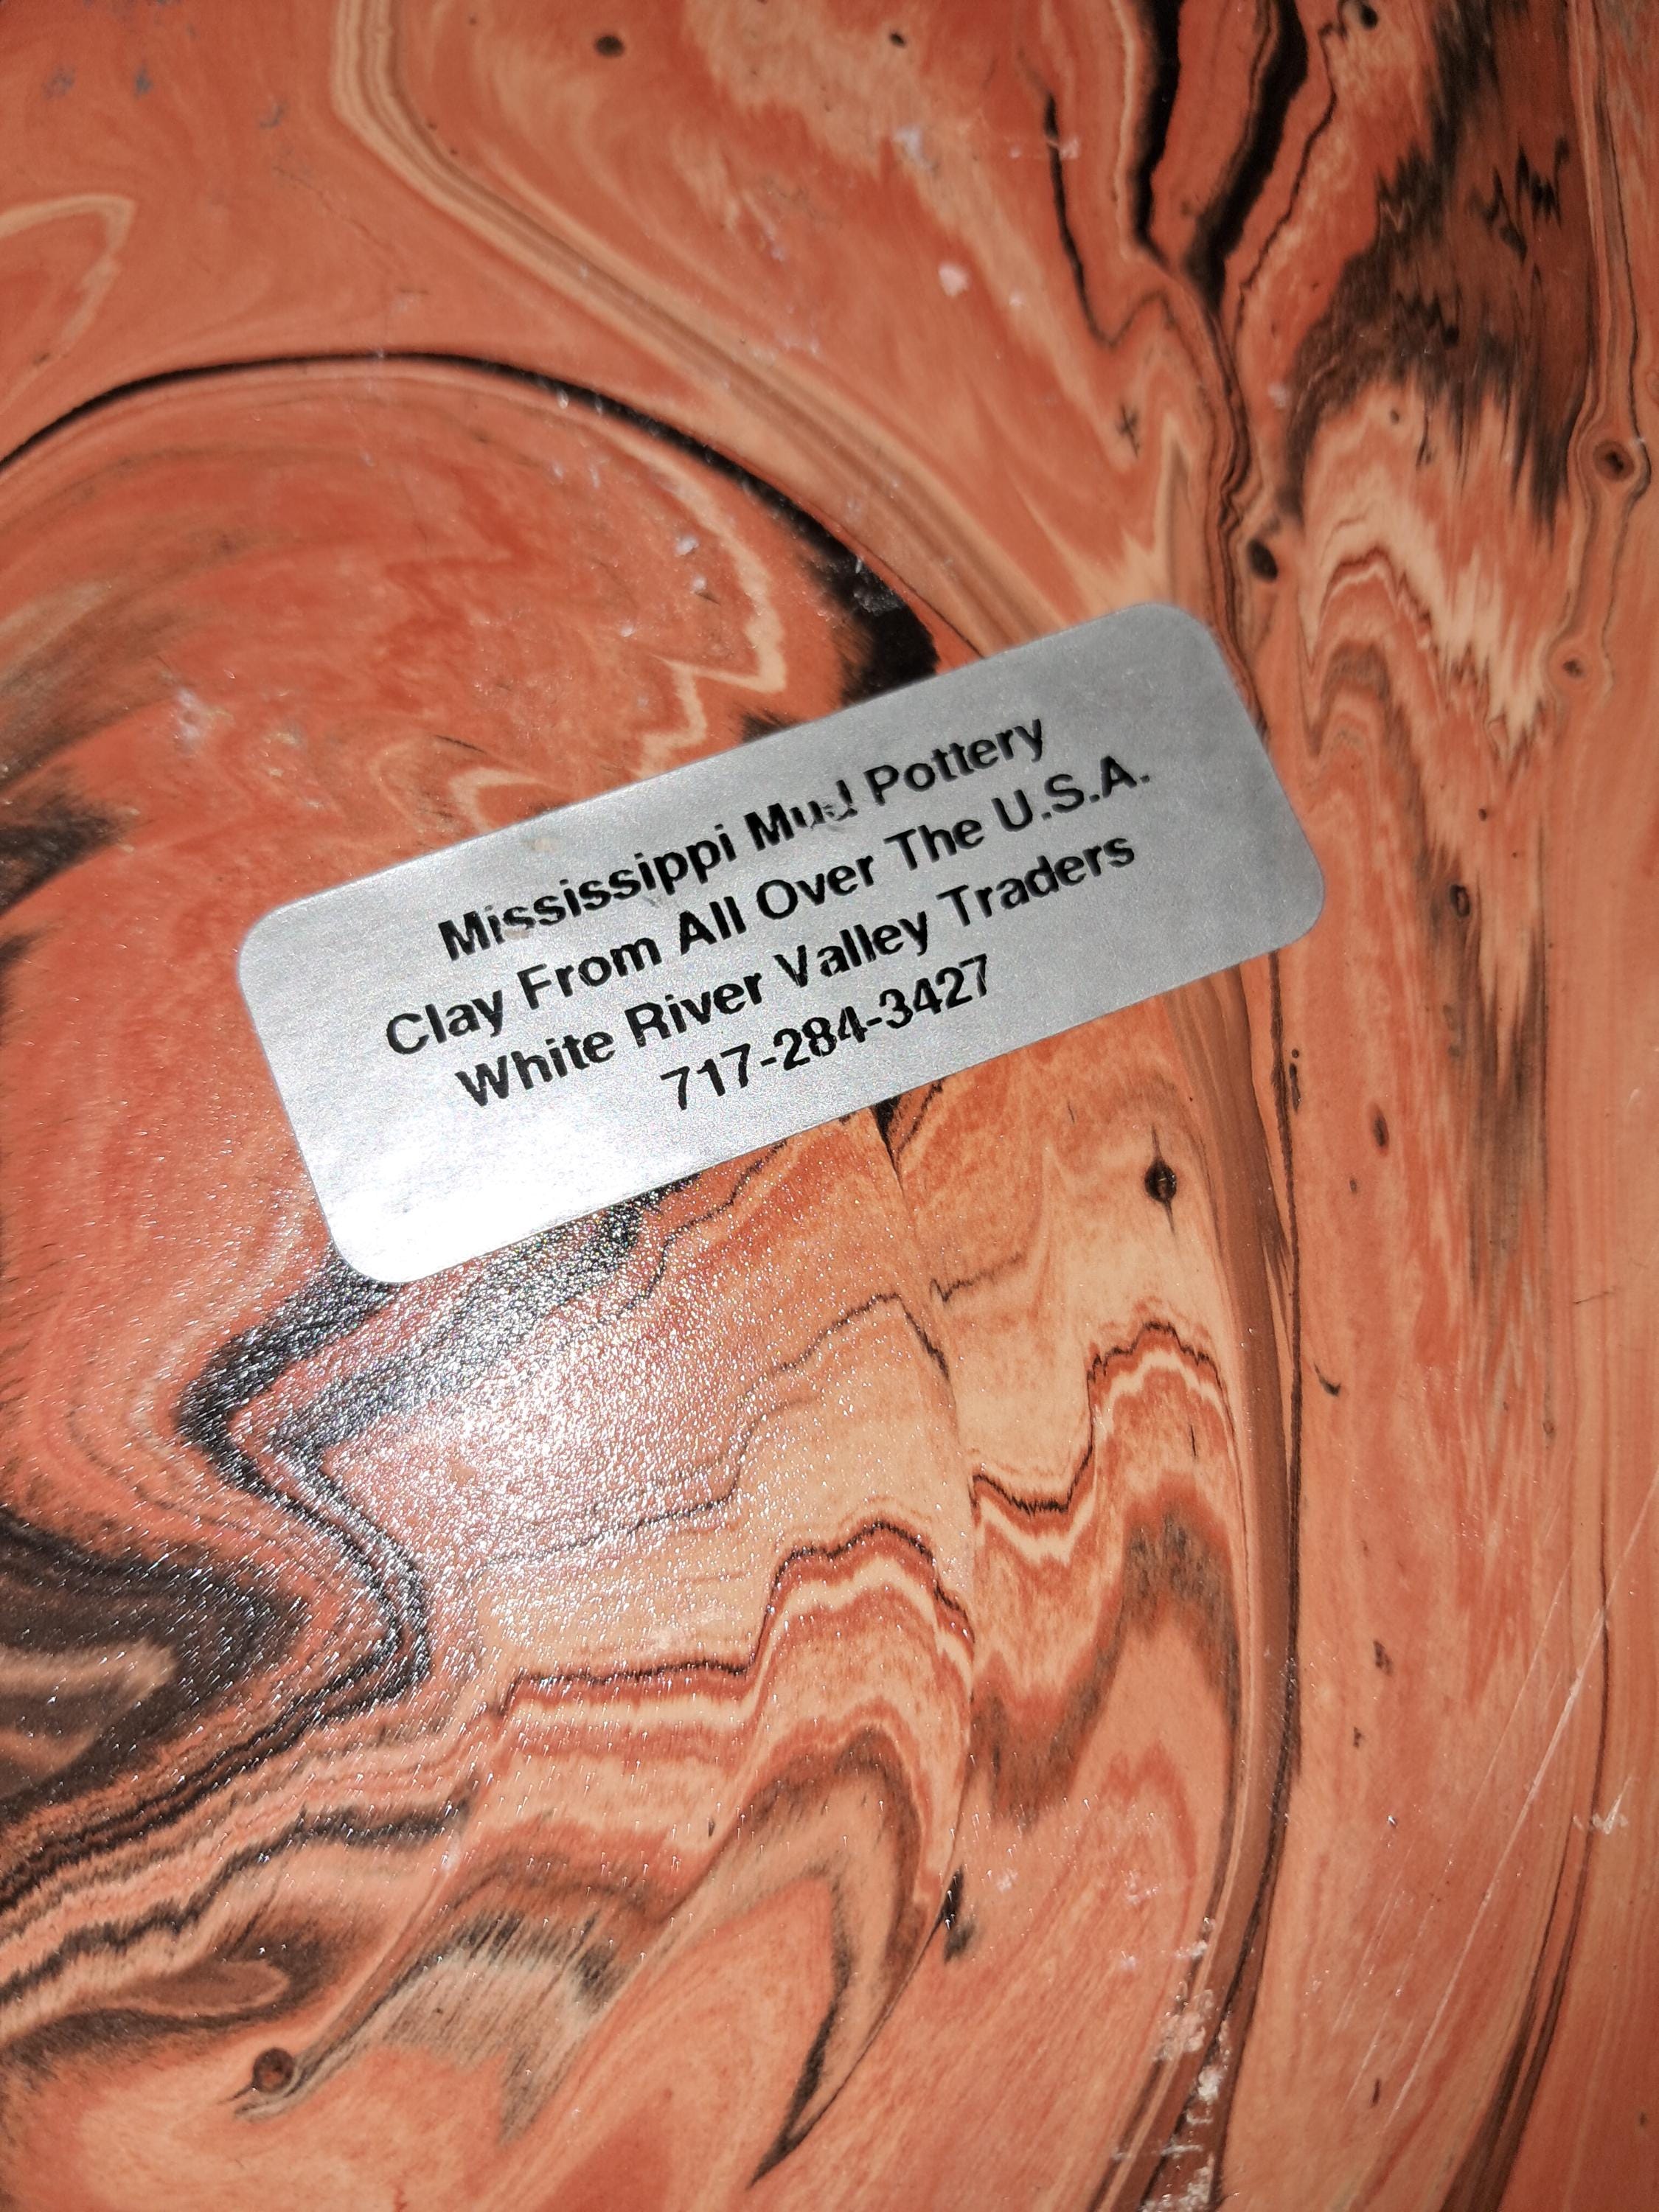 Mississippi Mud Pottery
Clay From All Over The U.S.A.
White River Valley Traders
717-284-3427